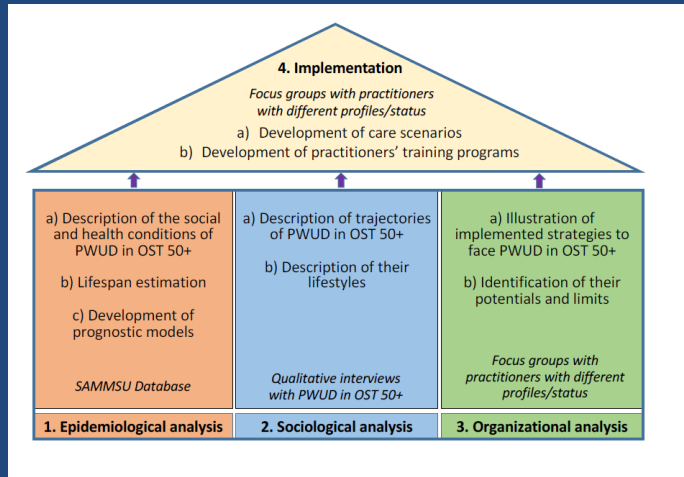 4. Implementation
Focus groups with practitioners
with different profiles/status
a) Development of care scenarios
b) Development of practitioners' training programs
a) Description of the social
and health conditions of
PWUD in OST 50+
b) Lifespan estimation
c) Development of
prognostic models
SAMMSU Database
1. Epidemiological analysis
a) Description of trajectories
of PWUD in OST 50+
b) Description of their
lifestyles
Qualitative interviews
with PWUD in OST 50+
2. Sociological analysis
a) Illustration of
implemented strategies to
face PWUD in OST 50+
b) Identification of their
potentials and limits
Focus groups with
practitioners with different
profiles/status
3. Organizational analysis